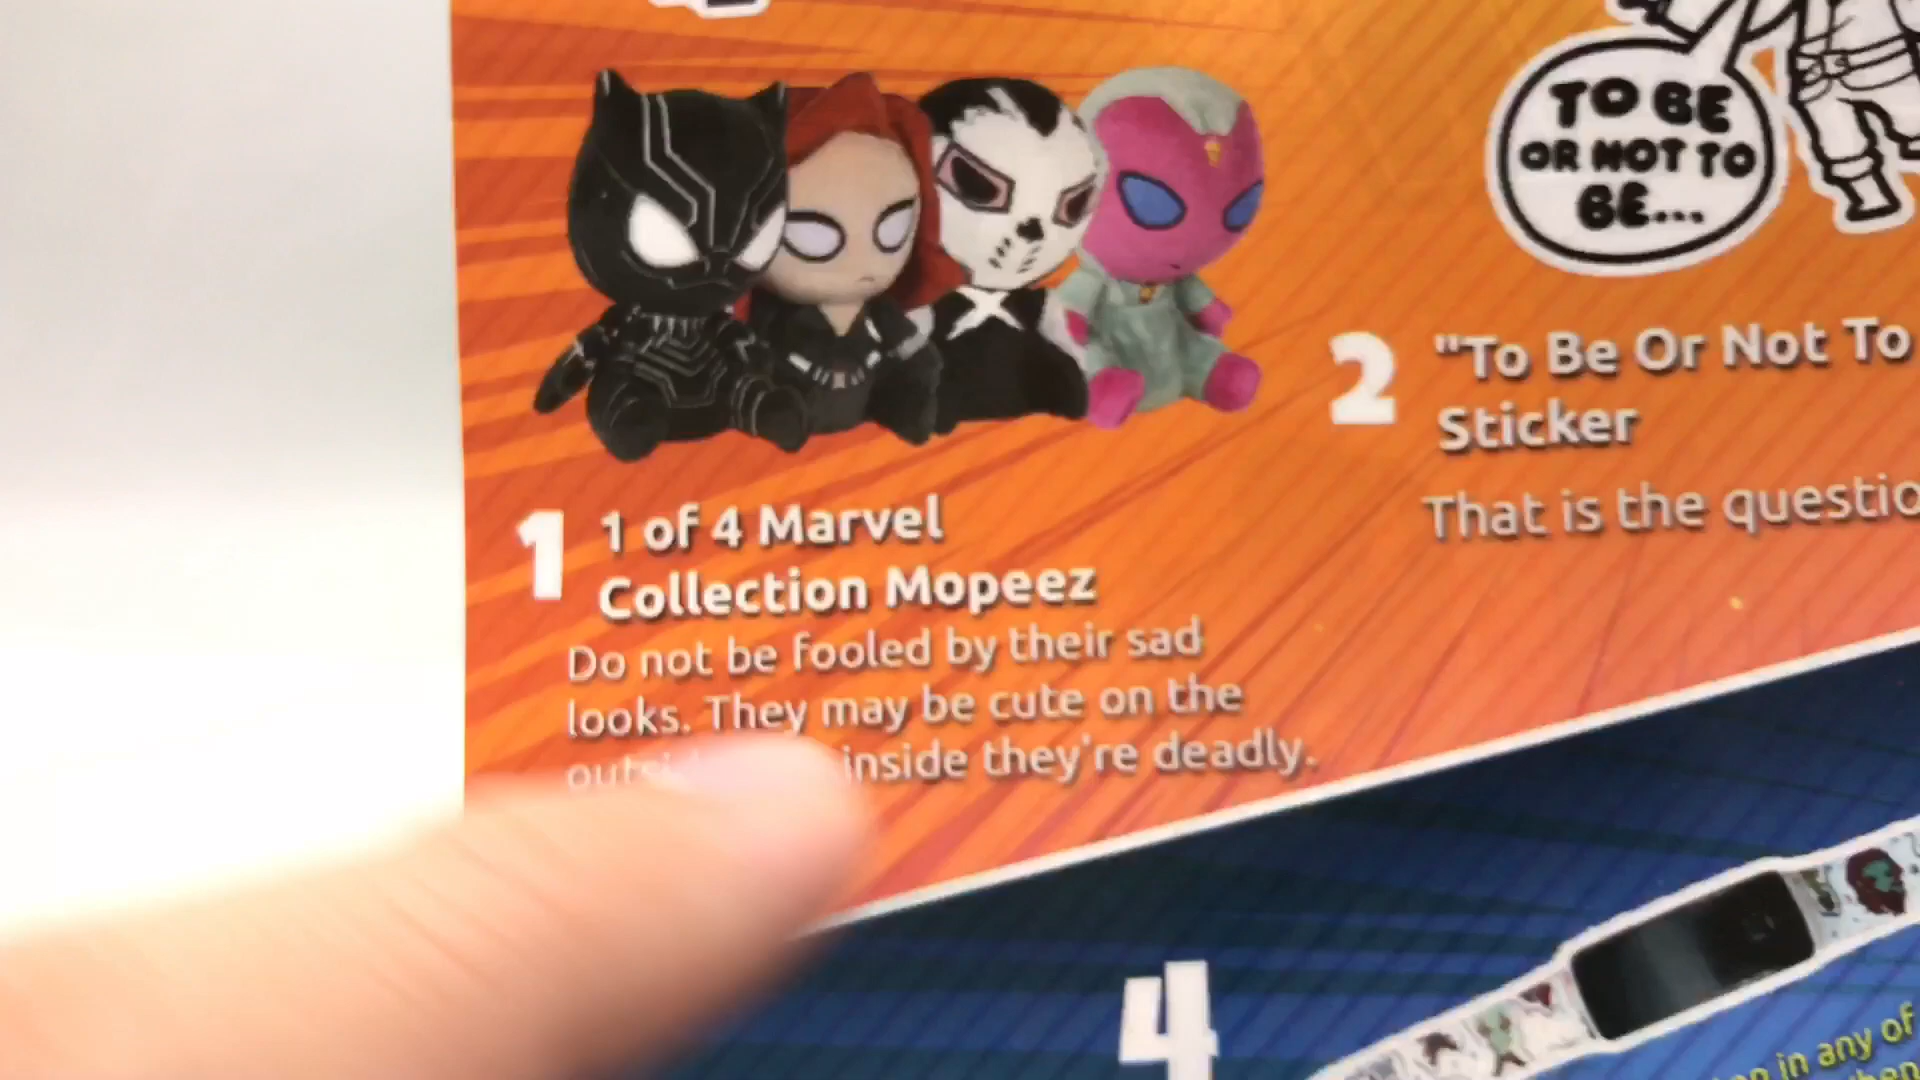 TO BE
OR NOT TO
BE...
1
1 of 4 Marvel
Collection Mopeez
Do not be fooled by their sad
looks. They may be cute on the
inside they're deadly.
2
"To Be Or Not To
Sticker
That is the
4
in any of